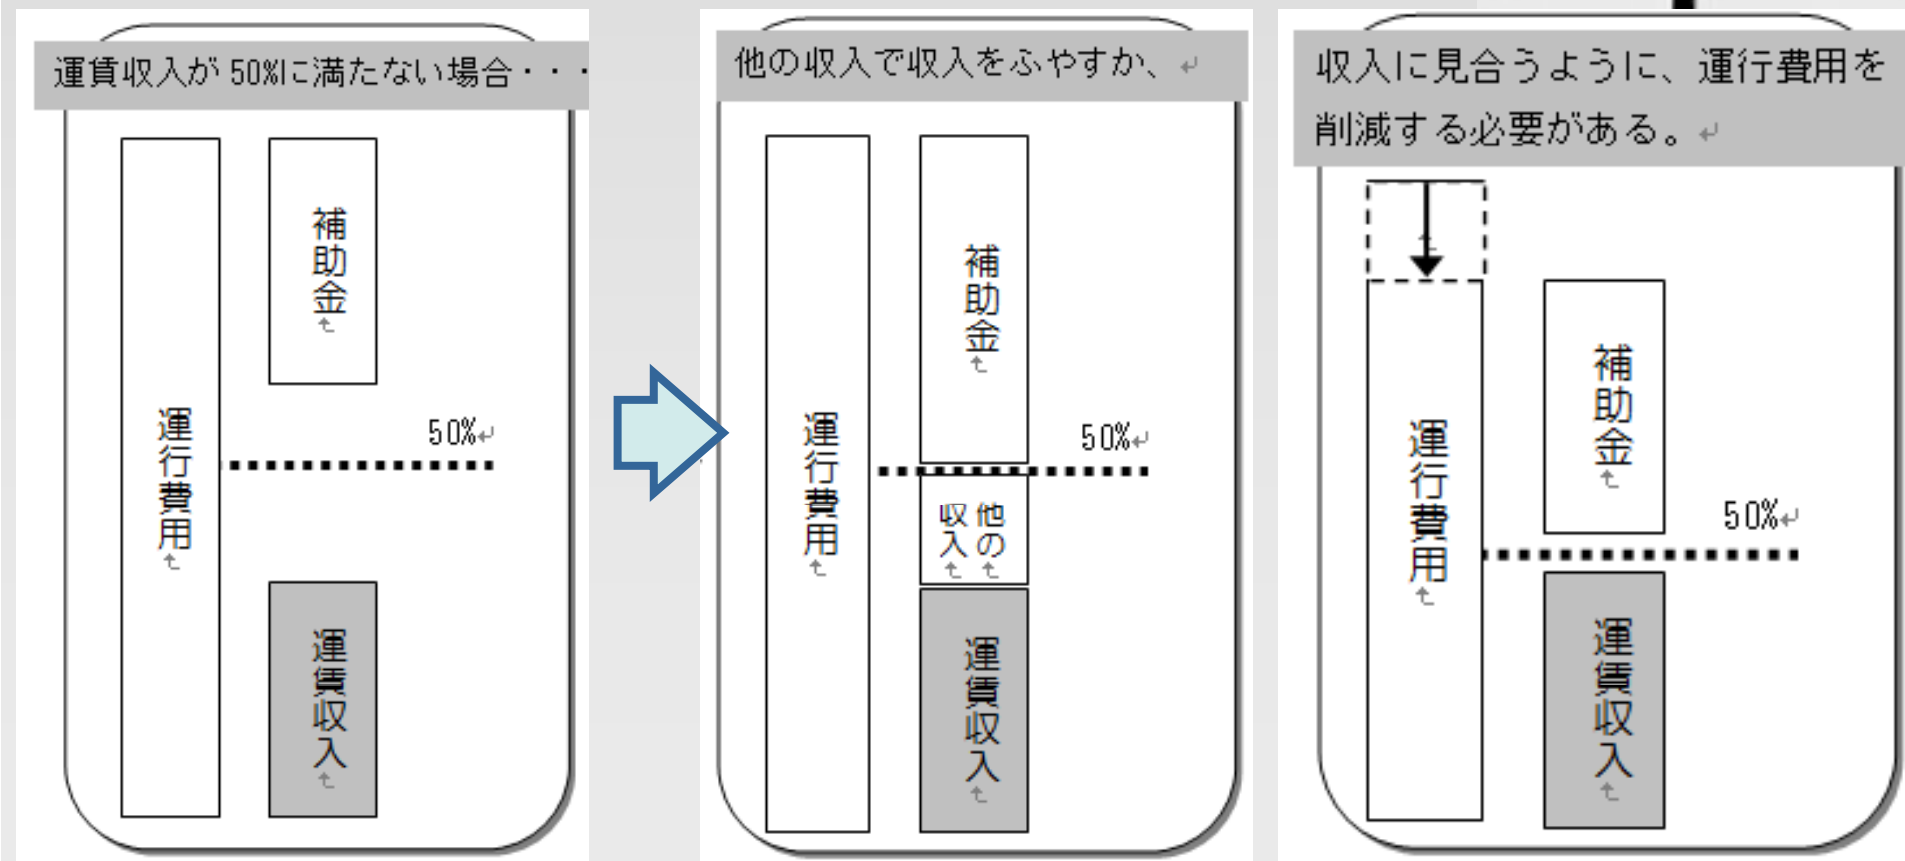 運賃収入が50%に満たない場合・・・
補助金
50%
運行費用
運賃収入
他の収入で収入をふやすか、
補助金
50%
運行費用
他の
収入
運賃収入
収入に見合うように、運行費用を
削減する必要がある。
補助金
50%
運行費用
運賃収入